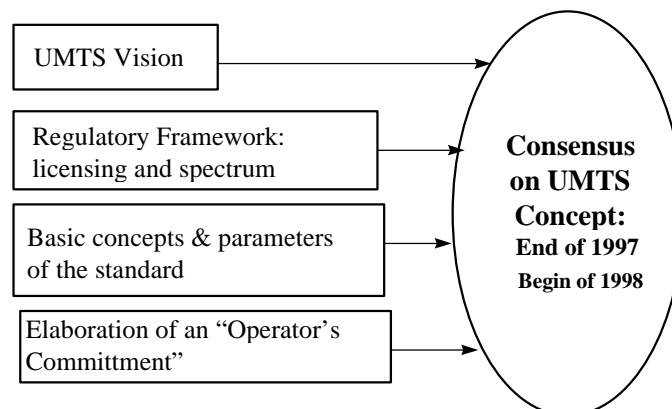 UMTS Vision
Regulatory Framework:
licensing and spectrum
Basic concepts & parameters
of the standard
Elaboration of an “Operator’s
Committment”
Consensus
on UMTS
Concept:
End of 1997
Begin of 1998